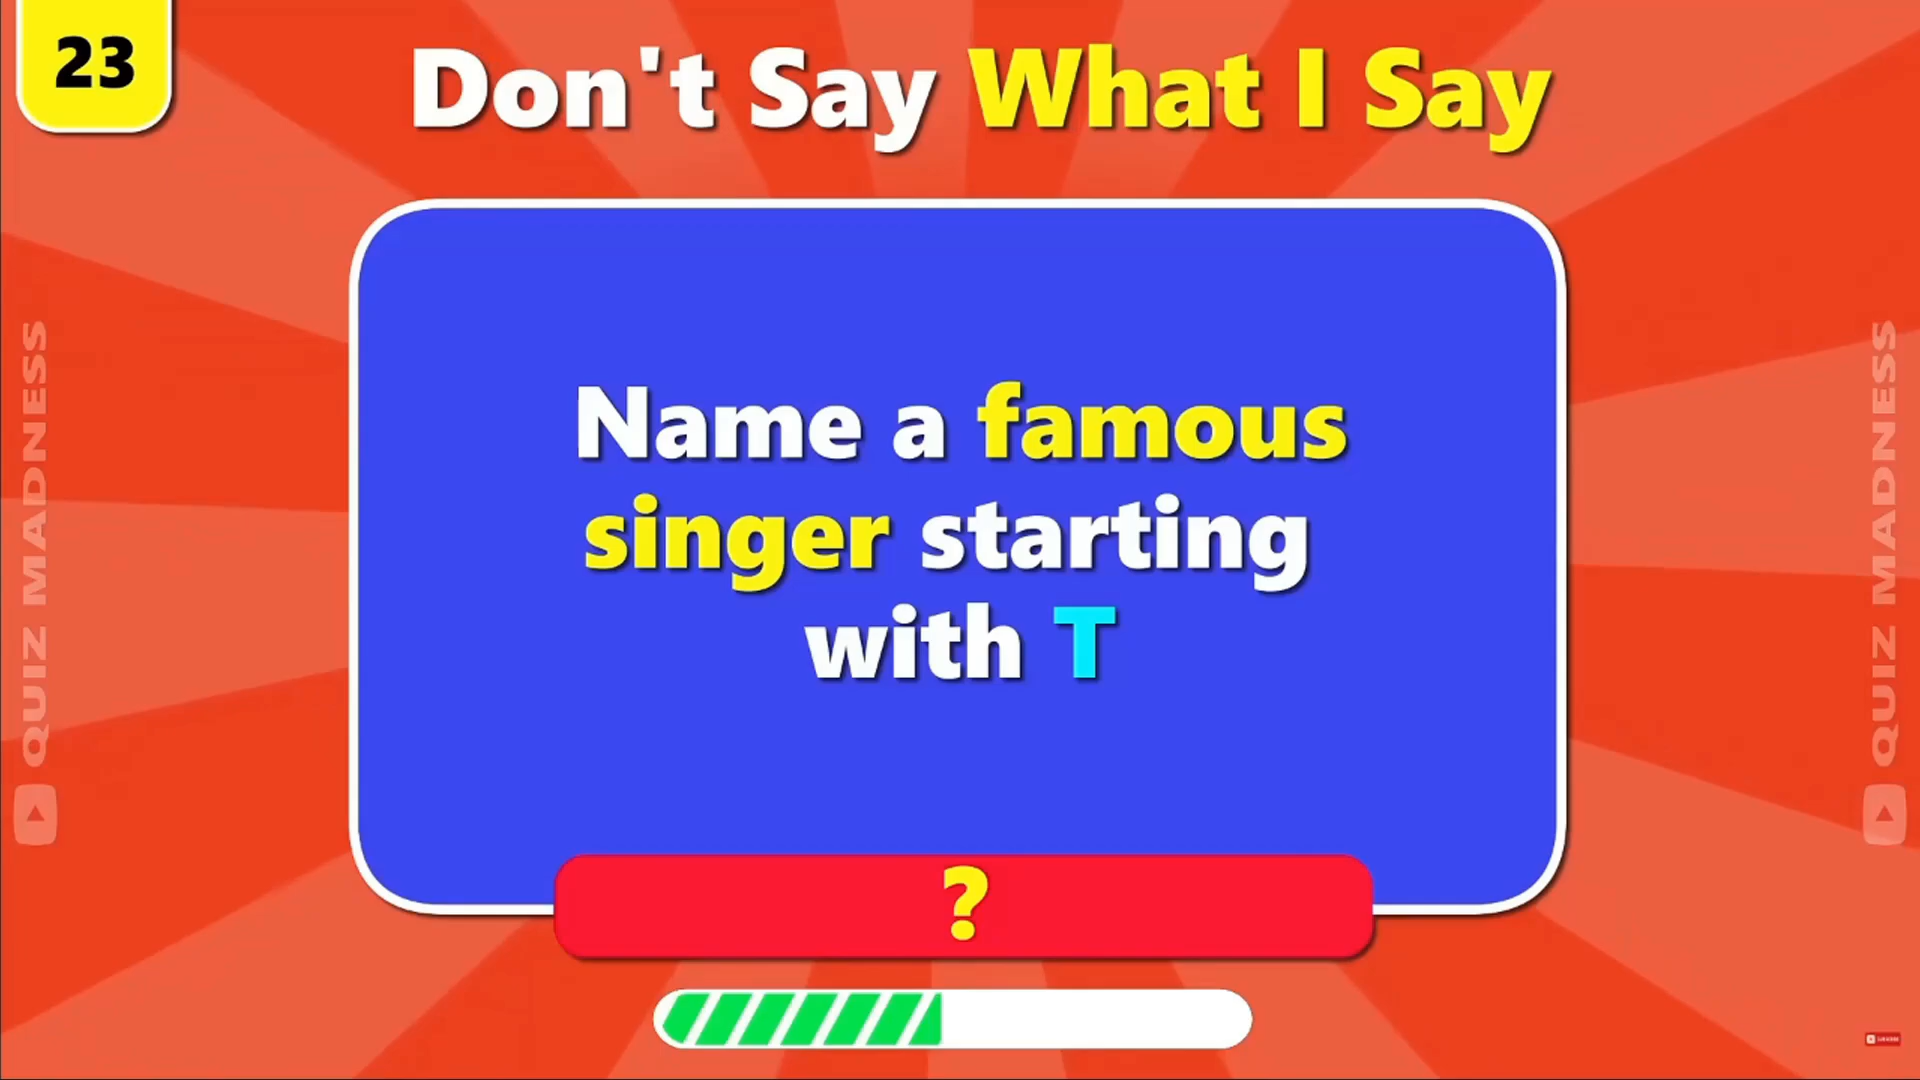 23
Don't Say What I Say
Name a famous
singer starting
with T
?
QUIZ MADNESS
QUIZ MADNESS